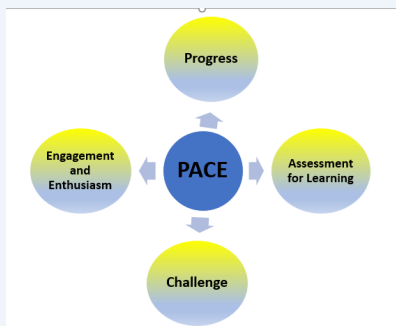 Progress
Engagement
and
Enthusiasm
PACE
Assessment
for Learning
Challenge